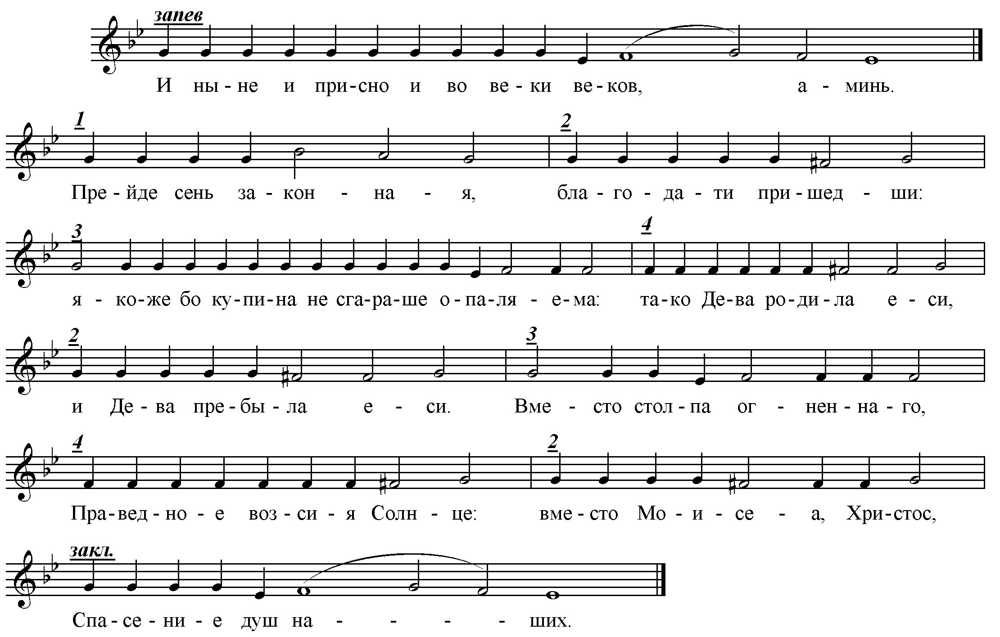 запев
И ны - не и при - сно и во ве - ки ве - ков, а - минь.
1 2
Пре - йде сень за - кон - на - я, бла - го - да - ти при - шед - ши:
3 4
я - ко - же бо ку - пи - на не сга - ра - ше о - па - ля - е - ма: та - ко Де - ва ро - ди - ла е - си,
2 3
и Де - ва пре - бы - ла е - си. Вме - сто стол - па ог - нен - на - го,
4 2
Пра - вед - но - е воз - си - я Солн - це: вме - сто Мо - и - се - а, Хри - стос,
закл.
Спа - се - ни - е душ на - - - - ших.